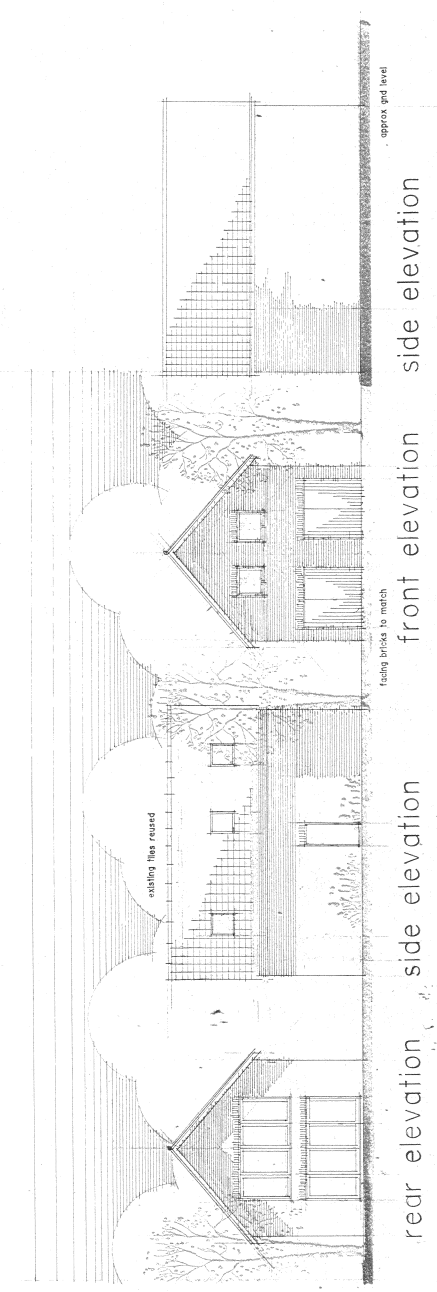 existing tiles reused
facing bricks to match
approx gnd level
rear elevation
side elevation
front elevation
side elevation